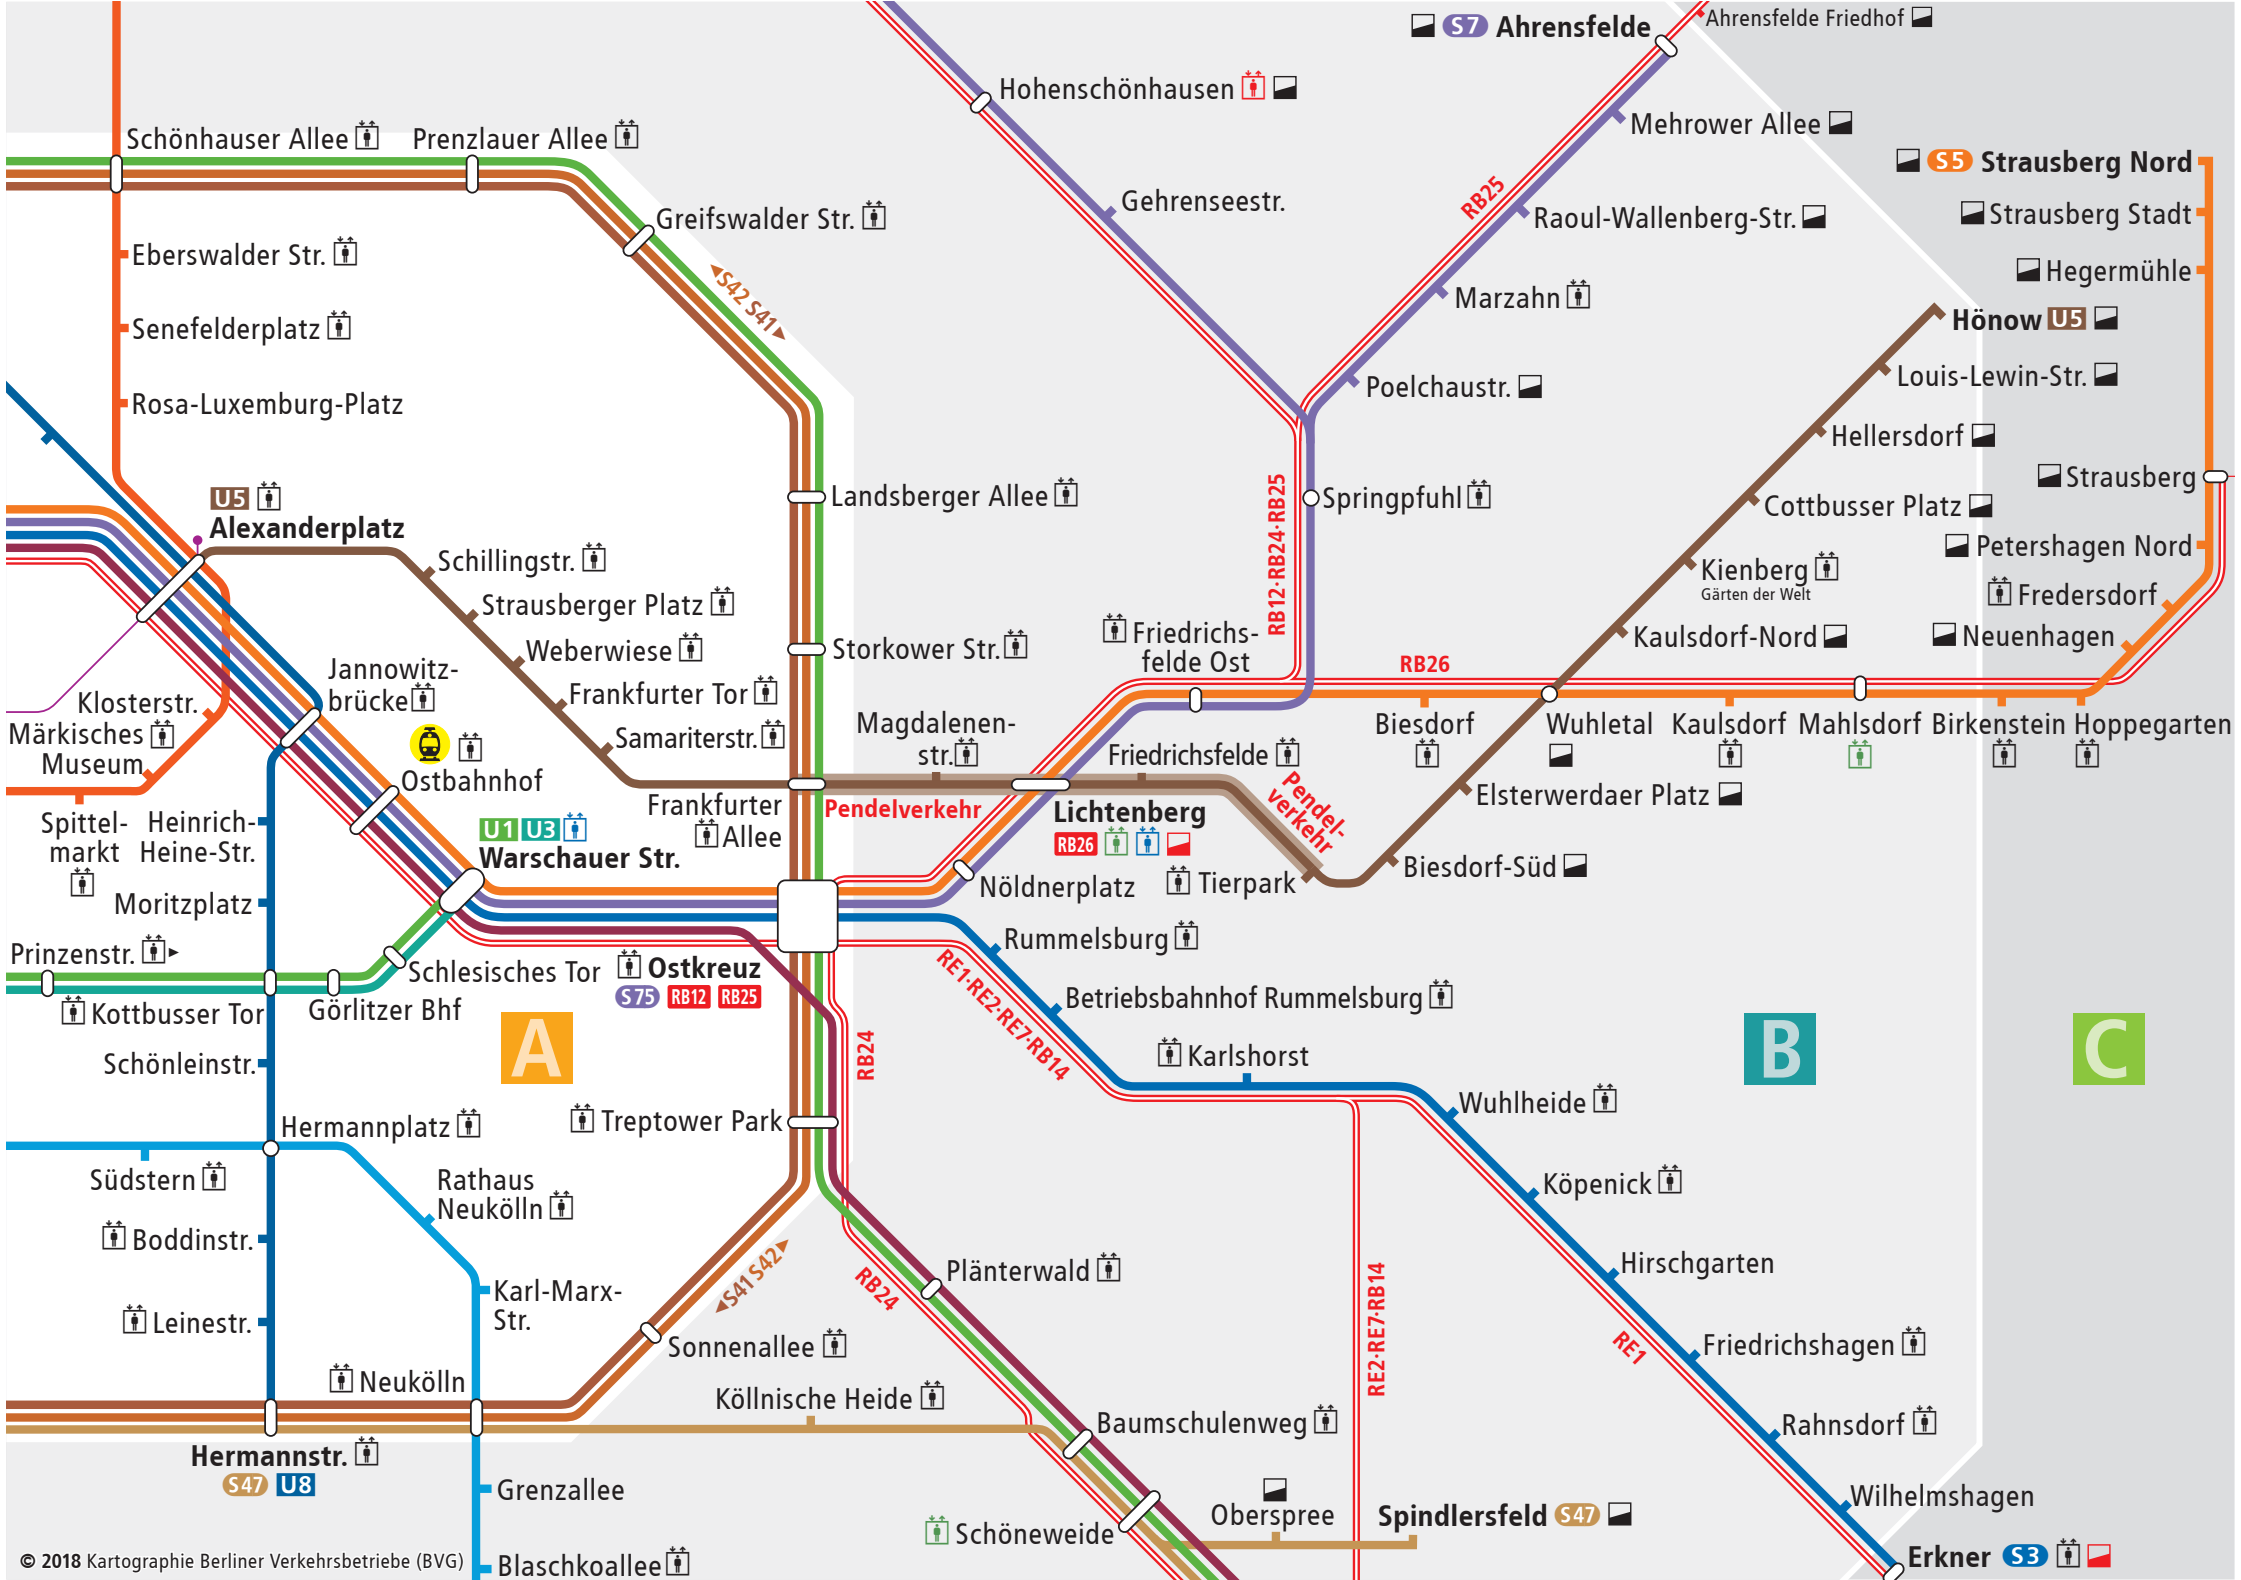 S7 Ahrensfelde
Ahrensfelde Friedhof
Hohenschönhausen
Mehrower Allee
Schönhauser Allee
Prenzlauer Allee
S5 Strausberg Nord
Gehrenseestr.
RB25
Raoul-Wallenberg-Str.
Strausberg Stadt
Greifswalder Str.
Eberswalder Str.
Hegermühle
S42 S41
Marzahn
Senefelderplatz
Hönow U5
Poelchaustr.
Louis-Lewin-Str.
Rosa-Luxemburg-Platz
Hellersdorf
Strausberg
U5
Alexanderplatz
Landsberger Allee
Springpfuhl
Cottbusser Platz
RB12·RB24·RB25
Petershagen Nord
Schillingstr.
Kienberg
Gärten der Welt
Fredersdorf
Strausberger Platz
Kaulsdorf-Nord
Neuenhagen
Friedrichs-
felde Ost
Weberwiese
Storkower Str.
RB26
Jannowitz-
brücke
Frankfurter Tor
Klosterstr.
Märkisches
Museum
Samariterstr.
Magdalenen-
str.
Biesdorf
Wuhletal
Kaulsdorf
Mahlsdorf
Birkenstein
Hoppegarten
Friedrichsfelde
Ostbahnhof
Frankfurter
Allee
Pendelverkehr
Lichtenberg
RB26
Pendel-
verkehr
Elsterwerdaer Platz
Spittel-
markt
Heinrich-
Heine-Str.
U1 U3
Warschauer Str.
Biesdorf-Süd
Nöldnerplatz
Tierpark
Moritzplatz
Prinzenstr.
Rummelsburg
Schlesisches Tor
Ostkreuz
S75 RB12 RB25
RE1·RE2·RE7·RB14
Betriebsbahnhof Rummelsburg
Kottbusser Tor
Görlitzer Bhf
A
B
C
RB24
Karlshorst
Schönleinstr.
Wuhlheide
Treptower Park
Hermannplatz
Südstern
Rathaus
Neukölln
Köpenick
Boddinstr.
Hirschgarten
Plänterwald
S41 S42
RB24
Karl-Marx-
Str.
RE2·RE7·RB14
Leinestr.
RE1
Friedrichshagen
Sonnenallee
Neukölln
Köllnische Heide
Baumschulenweg
Rahnsdorf
Hermannstr.
S47 U8
Grenzallee
Wilhelmshagen
Oberspree
Spindlersfeld S47
Schöneweide
Erkner S3
© 2018 Kartographie Berliner Verkehrsbetriebe (BVG)
Blaschkoallee